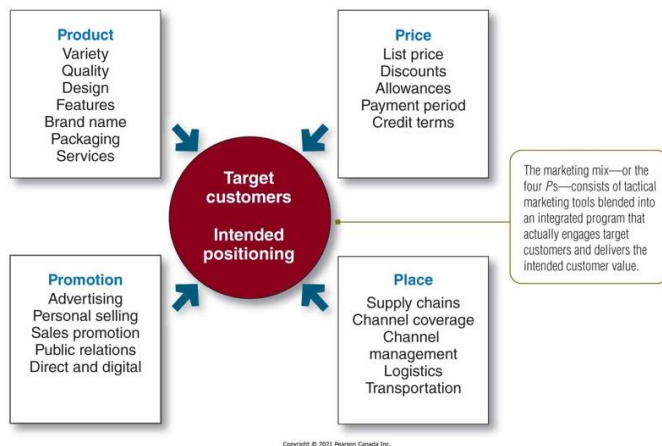 Product
Variety
Quality
Design
Features
Brand name
Packaging
Services
Price
List price
Discounts
Allowances
Payment period
Credit terms
Target
customers
Intended
positioning
The marketing mix—or the
four Ps—consists of tactical
marketing tools blended into
an integrated program that
actually engages target
customers and delivers the
intended customer value.
Promotion
Advertising
Personal selling
Sales promotion
Public relations
Direct and digital
Place
Supply chains
Channel coverage
Channel
management
Logistics
Transportation
Copyright © 2021 Pearson Canada Inc.